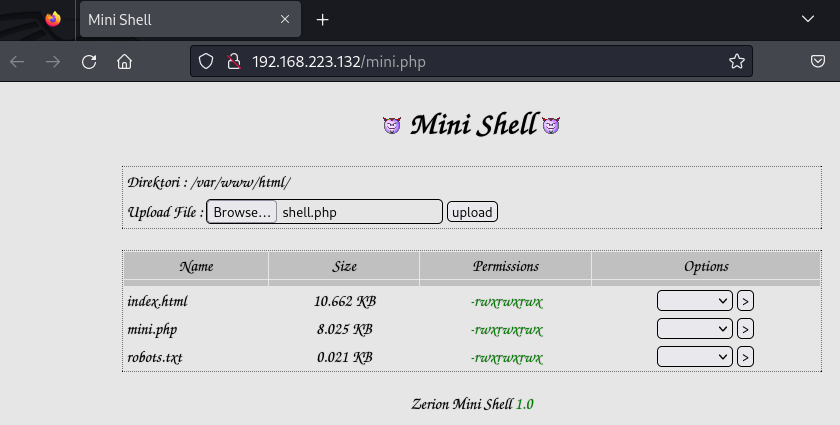 Mini Shell
192.168.223.132/mini.php
Mini Shell
Direktori : /var/www/html/
Upload File : Browse... shell.php upload
Name Size Permissions Options
index.html 10.662 KB -rwxrwxrwx >
mini.php 8.025 KB -rwxrwxrwx >
robots.txt 0.021 KB -rwxrwxrwx >
Zerion Mini Shell 1.0